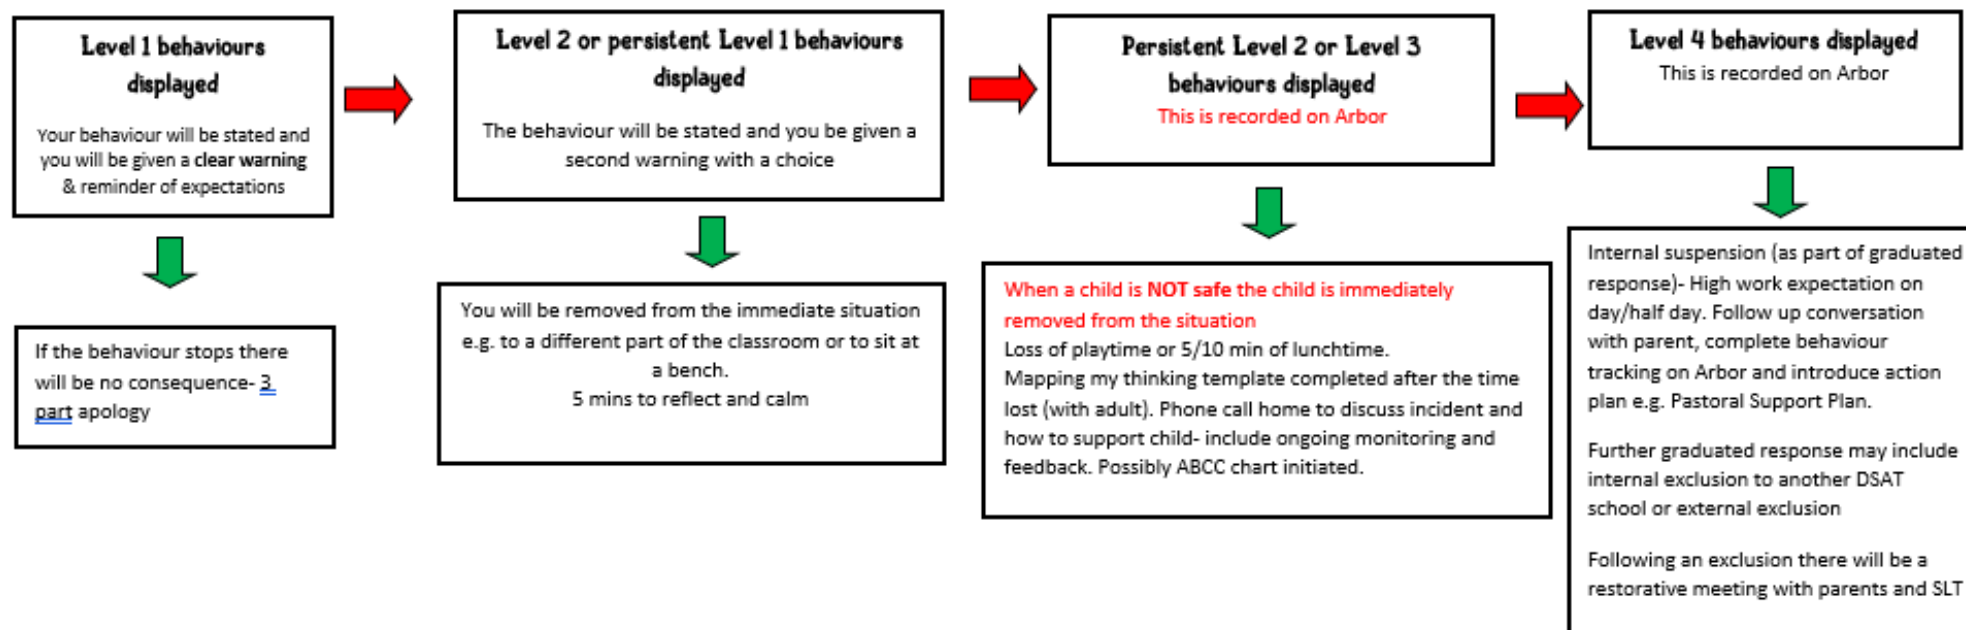 Level 1 behaviours
displayed
Your behaviour will be stated and
you will be given a clear warning
& reminder of expectations
If the behaviour stops there
will be no consequence- 3
part apology
Level 2 or persistent Level 1 behaviours
displayed
The behaviour will be stated and you be given a
second warning with a choice
You will be removed from the immediate situation
e.g. to a different part of the classroom or to sit at
a bench.
5 mins to reflect and calm
Persistent Level 2 or Level 3
behaviours displayed
This is recorded on Arbor
When a child is NOT safe the child is immediately
removed from the situation
Loss of playtime or 5/10 min of lunchtime.
Mapping my thinking template completed after the time
lost (with adult). Phone call home to discuss incident and
how to support child- include ongoing monitoring and
feedback. Possibly ABCC chart initiated.
Level 4 behaviours displayed
This is recorded on Arbor
Internal suspension (as part of graduated
response)- High work expectation on
day/half day. Follow up conversation
with parent, complete behaviour
tracking on Arbor and introduce action
plan e.g. Pastoral Support Plan.
Further graduated response may include
internal exclusion to another DSAT
school or external exclusion
Following an exclusion there will be a
restorative meeting with parents and SLT